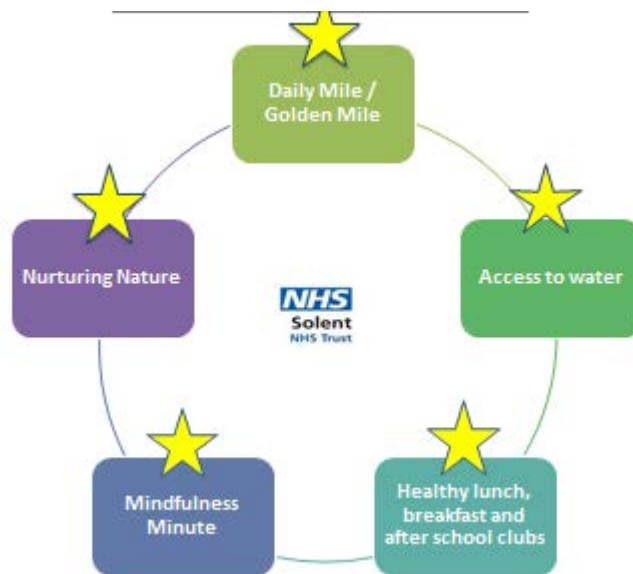 Daily Mile /
Golden Mile
Nurturing Nature
Access to water
NHS
Solent
NHS Trust
Mindfulness
Minute
Healthy lunch,
breakfast and
after school clubs